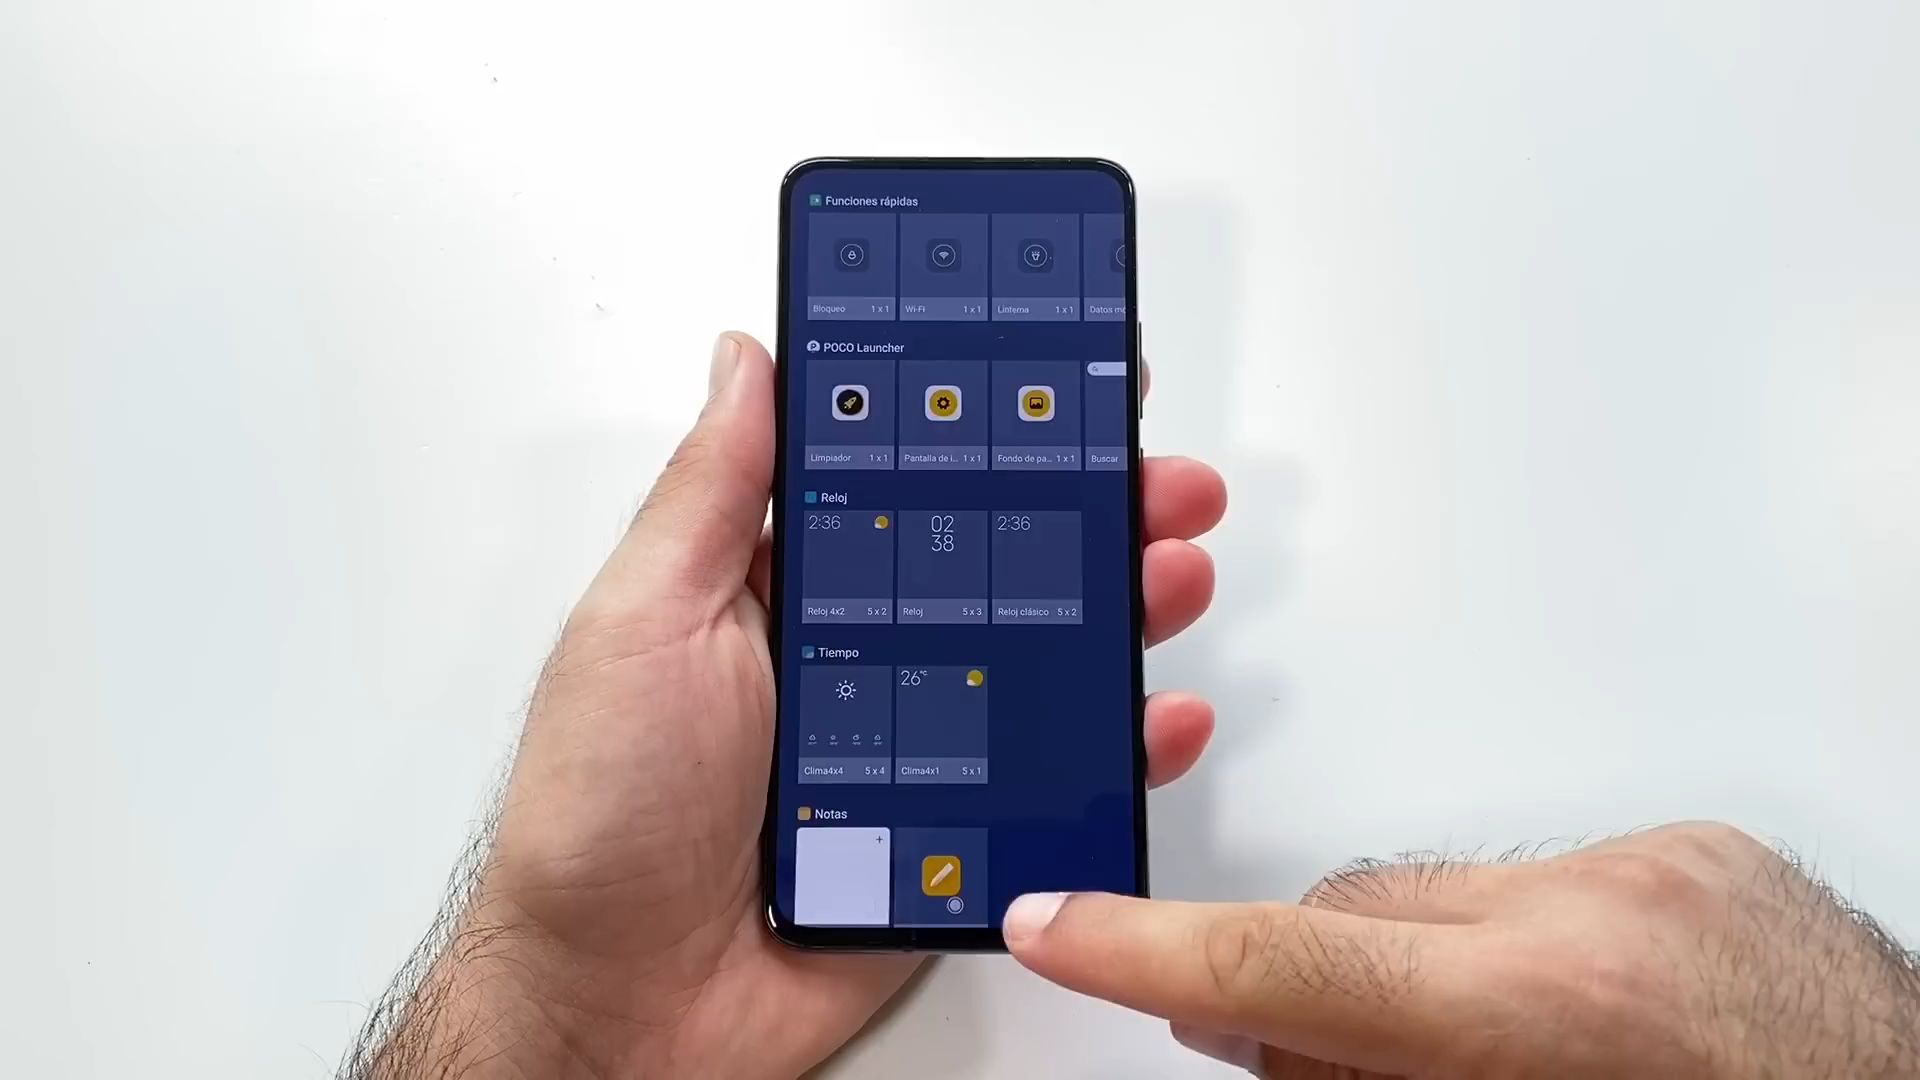 Funciones rápidas
Bloqueo 1 x 1
Wi-Fi 1 x 1
Linterna 1 x 1
Datos mó
POCO Launcher
Limpiador 1 x 1
Pantalla de i... 1 x 1
Fondo de pa... 1 x 1
Buscar
Reloj
2:36
02
38
2:36
Reloj 4x2 5 x 2
Reloj 5 x 3
Reloj clásico 5 x 2
Tiempo
26°C
Clima4x4 5 x 4
Clima4x1 5 x 1
Notas
+